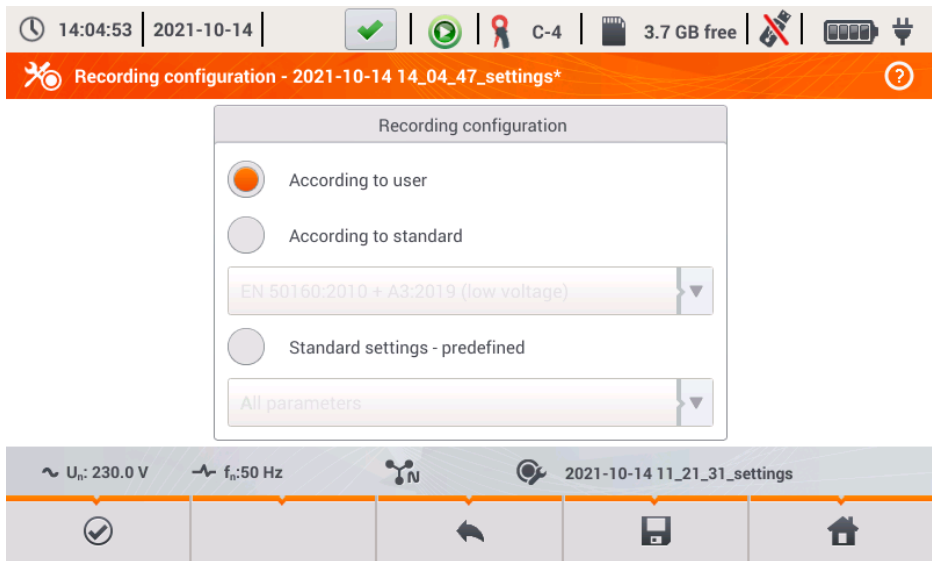 14:04:53 2021-10-14 C-4 3.7 GB free
Recording configuration - 2021-10-14 14_04_47_settings* ?
Recording configuration
According to user
According to standard
EN 50160:2010 + A3:2019 (low voltage)
Standard settings - predefined
All parameters
Uₙ: 230.0 V fₙ:50 Hz N 2021-10-14 11_21_31_settings